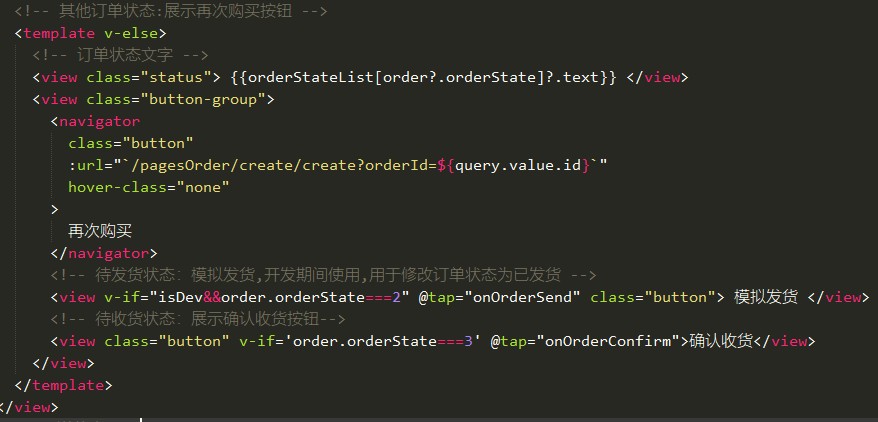 <!-- 其他订单状态:展示再次购买按钮 -->
<template v-else>
<!-- 订单状态文字 -->
<view class="status"> {{orderStateList[order?.orderState]?.text}} </view>
<view class="button-group">
<navigator
class="button"
:url="`/pagesOrder/create/create?orderId=${query.value.id}`"
hover-class="none"
>
再次购买
</navigator>
<!-- 待发货状态: 模拟发货,开发期间使用,用于修改订单状态为已发货 -->
<view v-if="isDev&&order.orderState===2" @tap="onOrderSend" class="button"> 模拟发货 </view>
<!-- 待收货状态: 展示确认收货按钮-->
<view class="button" v-if='order.orderState===3' @tap="onOrderConfirm">确认收货</view>
</view>
</template>
</view>